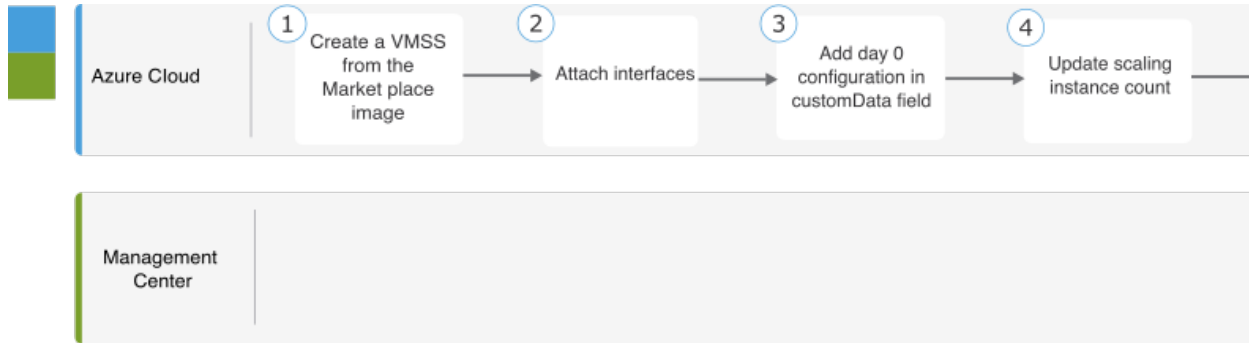 Azure Cloud
1
Create a VMSS
from the
Market place
image
2
Attach interfaces
3
Add day 0
configuration in
customData field
4
Update scaling
instance count
Management
Center